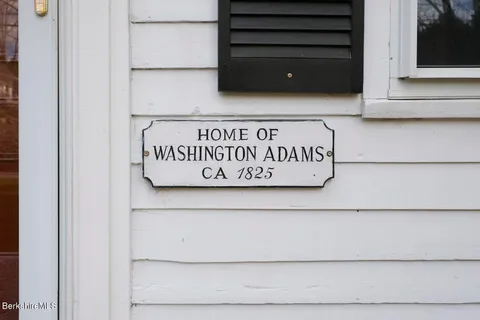 HOME OF
WASHINGTON ADAMS
CA 1825
BerkshireMLS